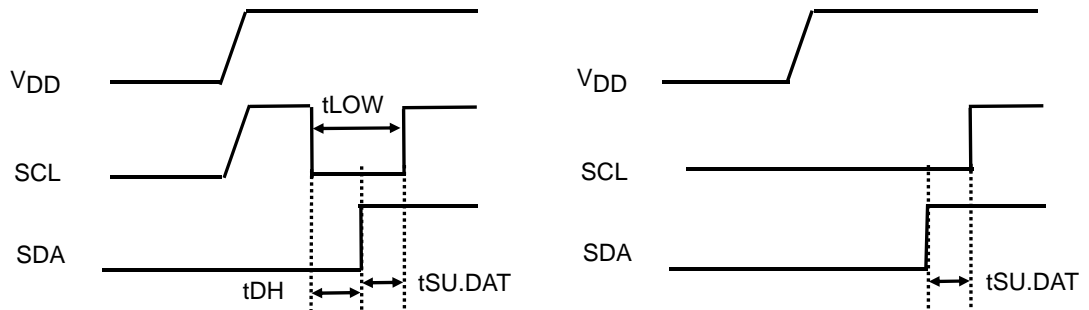 VDD
tLOW
SCL
SDA
tDH
tSU.DAT
VDD
SCL
SDA
tSU.DAT